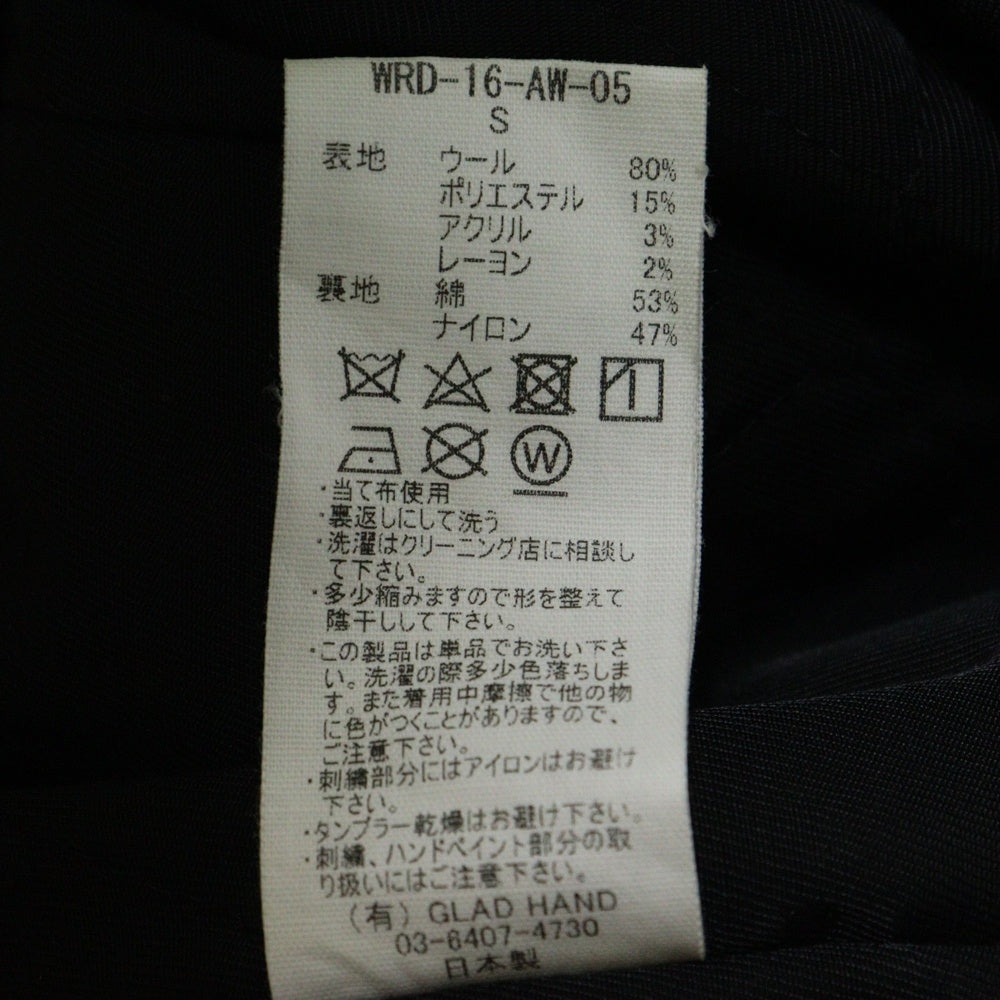 WRD-16-AW-05
S
表地 ウール 80%
ポリエステル 15%
アクリル 3%
レーヨン 2%
裏地 綿 53%
ナイロン 47%
W
・当て布使用
・裏返しにして洗う
・洗濯はクリーニング店に相談し
て下さい。
・多少縮みますので形を整えて
陰干しして下さい。
・この製品は単品でお洗い下さ
い。洗濯の際多少色落ちしま
す。また着用中摩擦で他の物
に色がつくことがありますので、
ご注意下さい。
・刺繍部分にはアイロンはお避け
下さい。
・タンブラー乾燥はお避け下さい。
・刺繍、ハンドペイント部分の取
り扱いにはご注意下さい。
(有) GLAD HAND
03-6407-4730
日本製